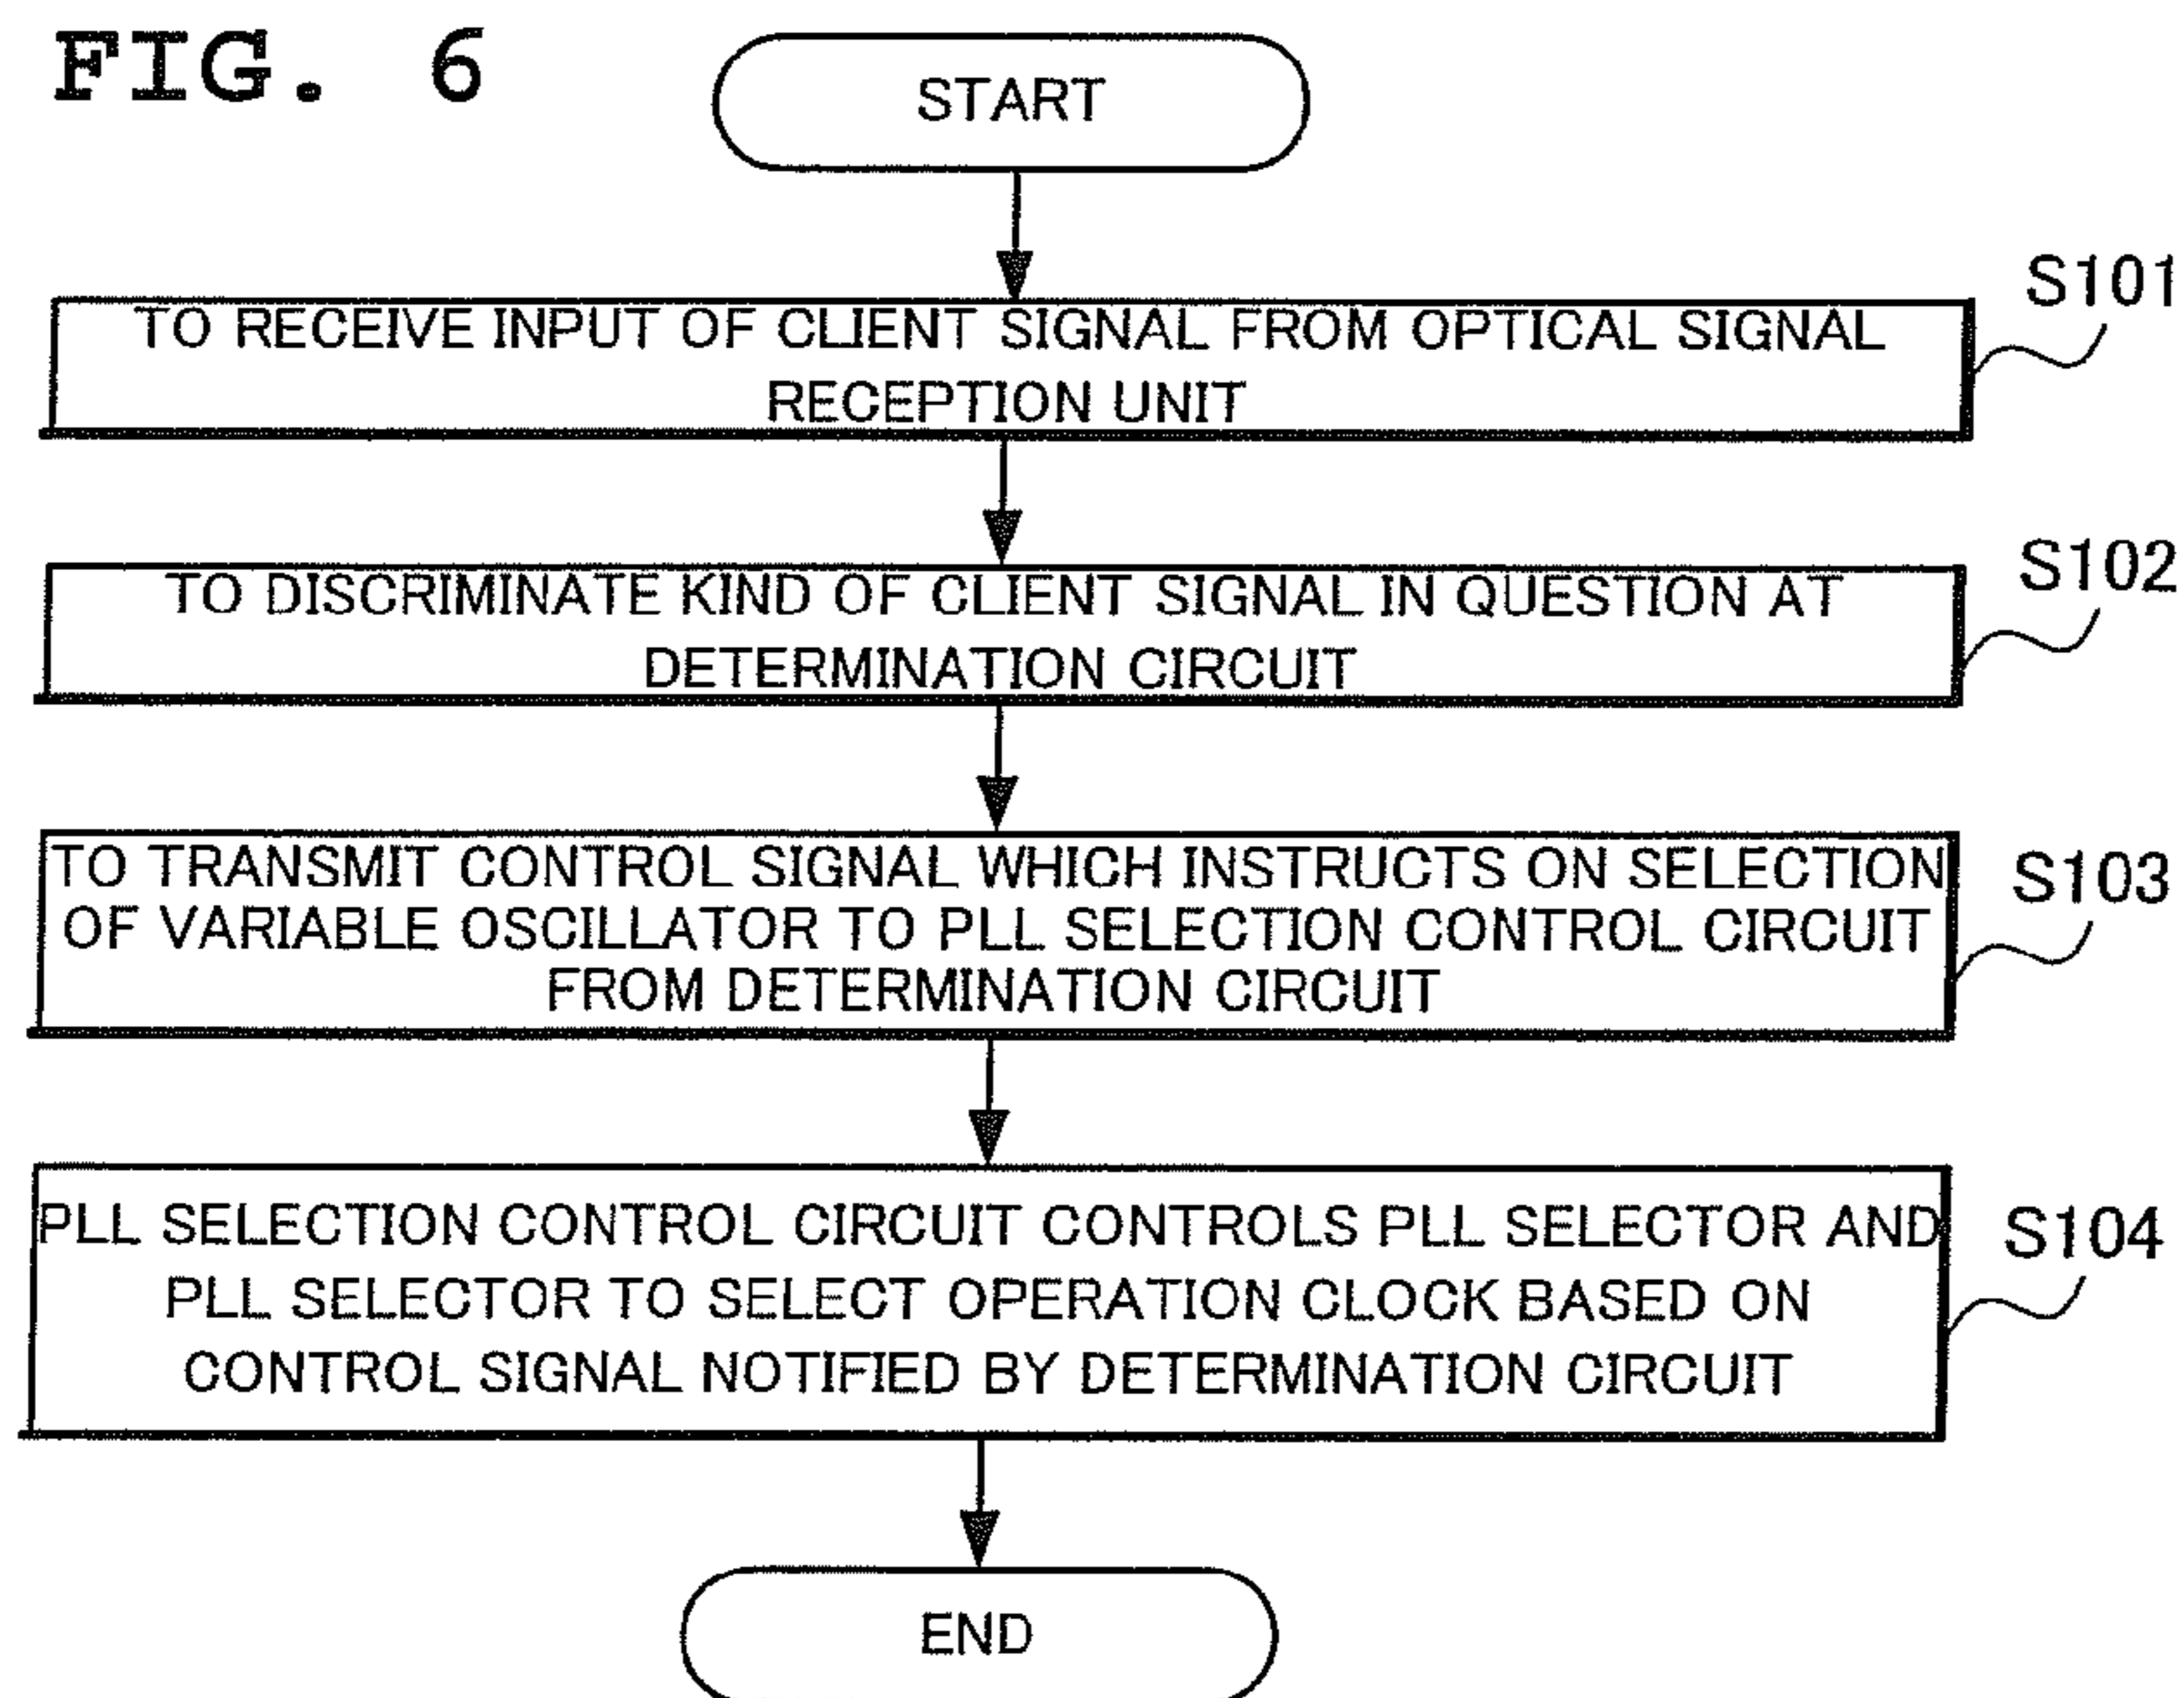 FIG. 6
START
S101
TO RECEIVE INPUT OF CLIENT SIGNAL FROM OPTICAL SIGNAL
RECEPTION UNIT
S102
TO DISCRIMINATE KIND OF CLIENT SIGNAL IN QUESTION AT
DETERMINATION CIRCUIT
S103
TO TRANSMIT CONTROL SIGNAL WHICH INSTRUCTS ON SELECTION
OF VARIABLE OSCILLATOR TO PLL SELECTION CONTROL CIRCUIT
FROM DETERMINATION CIRCUIT
S104
PLL SELECTION CONTROL CIRCUIT CONTROLS PLL SELECTOR AND
PLL SELECTOR TO SELECT OPERATION CLOCK BASED ON
CONTROL SIGNAL NOTIFIED BY DETERMINATION CIRCUIT
END